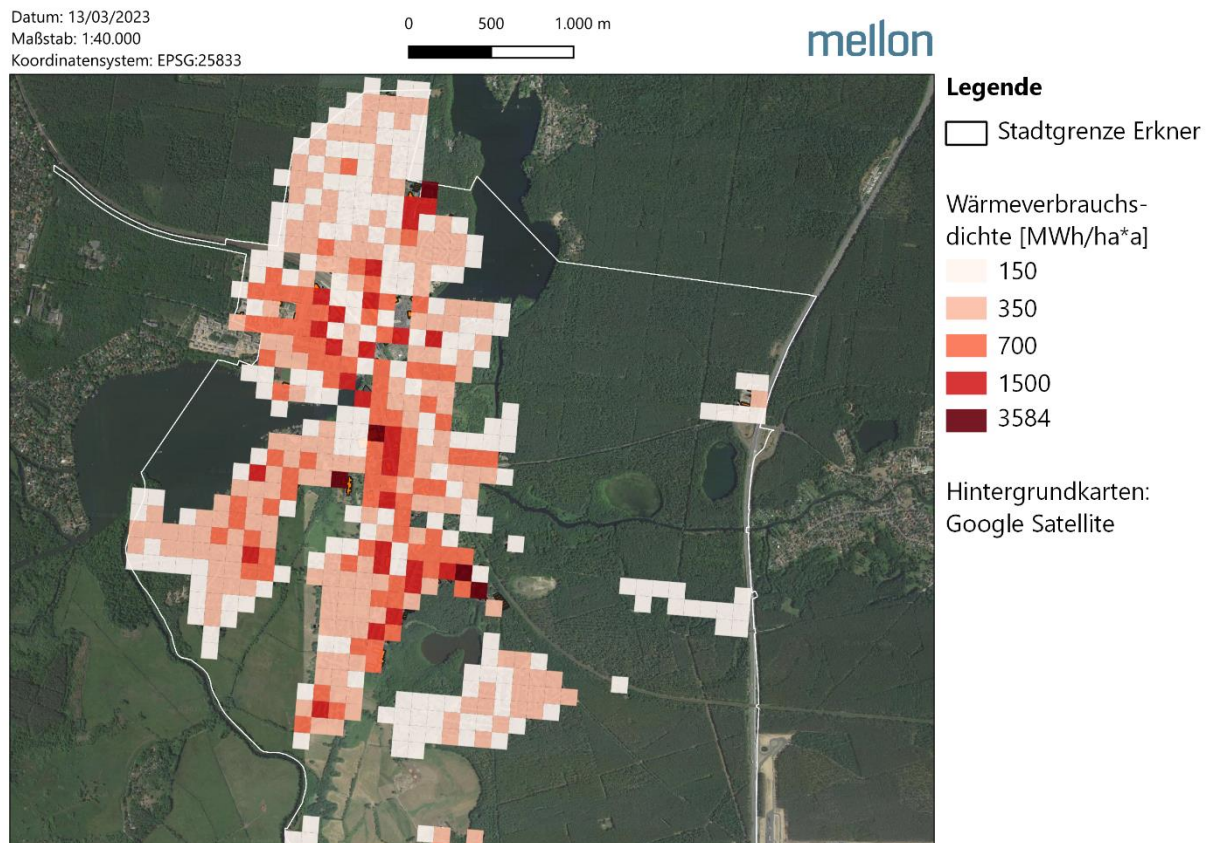 Datum: 13/03/2023
Maßstab: 1:40.000
Koordinatensystem: EPSG:25833
0 500 1.000 m
mellon
Legende
Stadtgrenze Erkner
Wärmeverbrauchs-
dichte [MWh/ha*a]
150
350
700
1500
3584
Hintergrundkarten:
Google Satellite